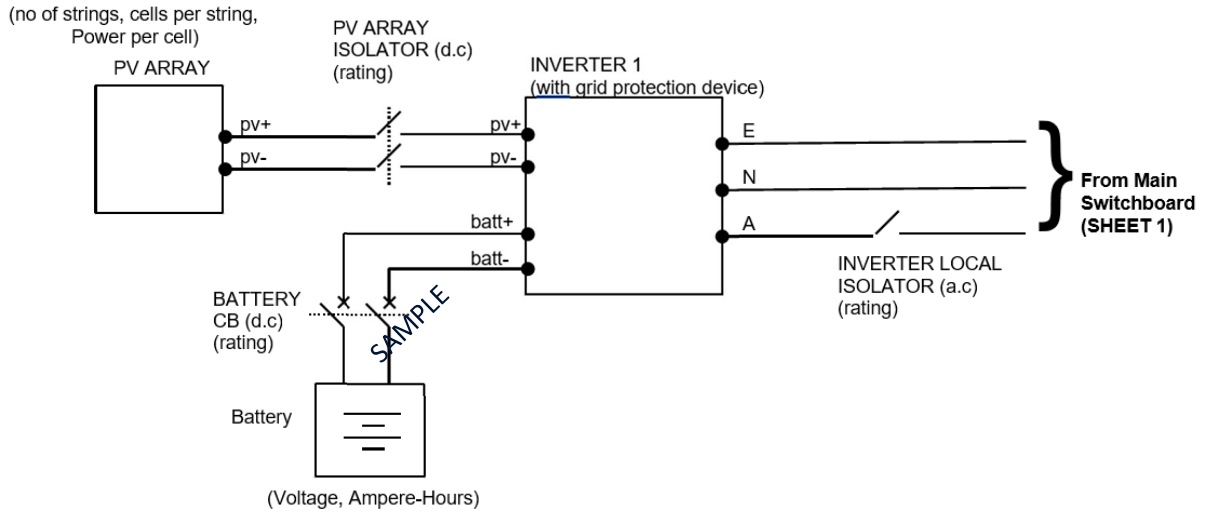 (no of strings, cells per string,
Power per cell)
PV ARRAY
PV ARRAY
ISOLATOR (d.c)
(rating)
INVERTER 1
(with grid protection device)
pv+
pv-
pv+
pv-
batt+
batt-
E
N
A
From Main
Switchboard
(SHEET 1)
INVERTER LOCAL
ISOLATOR (a.c)
(rating)
BATTERY
CB (d.c)
(rating)
SAMPLE
Battery
(Voltage, Ampere-Hours)